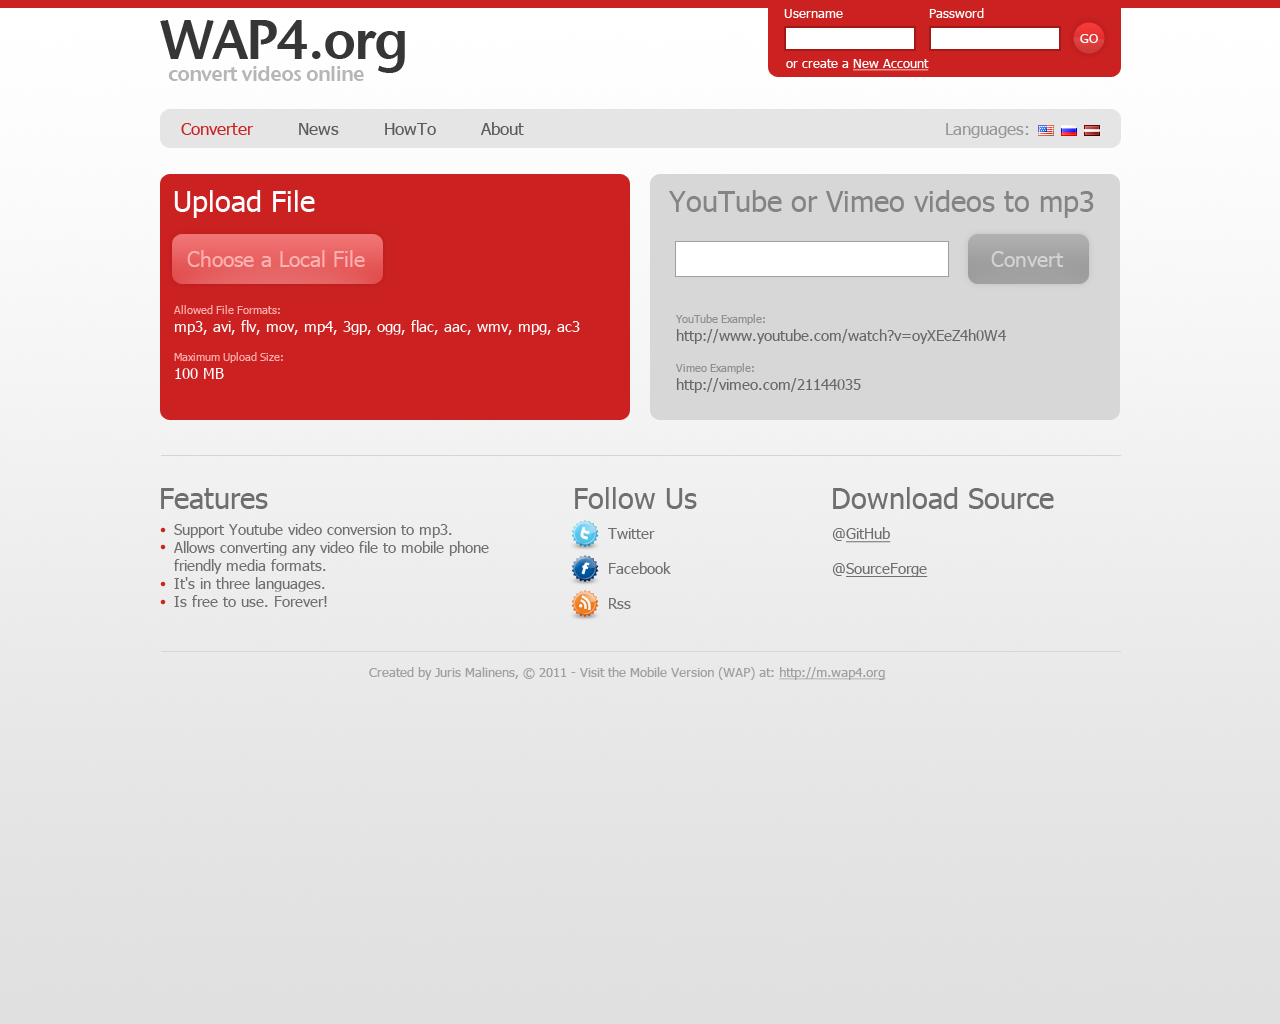 WAP4.org
convert videos online
Username
Password
GO
or create a New Account
Converter
News
HowTo
About
Languages:
Upload File
Choose a Local File
Allowed File Formats:
mp3, avi, flv, mov, mp4, 3gp, ogg, flac, aac, wmv, mpg, ac3
Maximum Upload Size:
100 MB
YouTube or Vimeo videos to mp3
Convert
YouTube Example:
http://www.youtube.com/watch?v=oyXEeZ4h0W4
Vimeo Example:
http://vimeo.com/21144035
Features
• Support Youtube video conversion to mp3.
• Allows converting any video file to mobile phone
friendly media formats.
• It's in three languages.
• Is free to use. Forever!
Follow Us
Twitter
Facebook
Rss
Download Source
@GitHub
@SourceForge
Created by Juris Malinens, © 2011 - Visit the Mobile Version (WAP) at: http://m.wap4.org